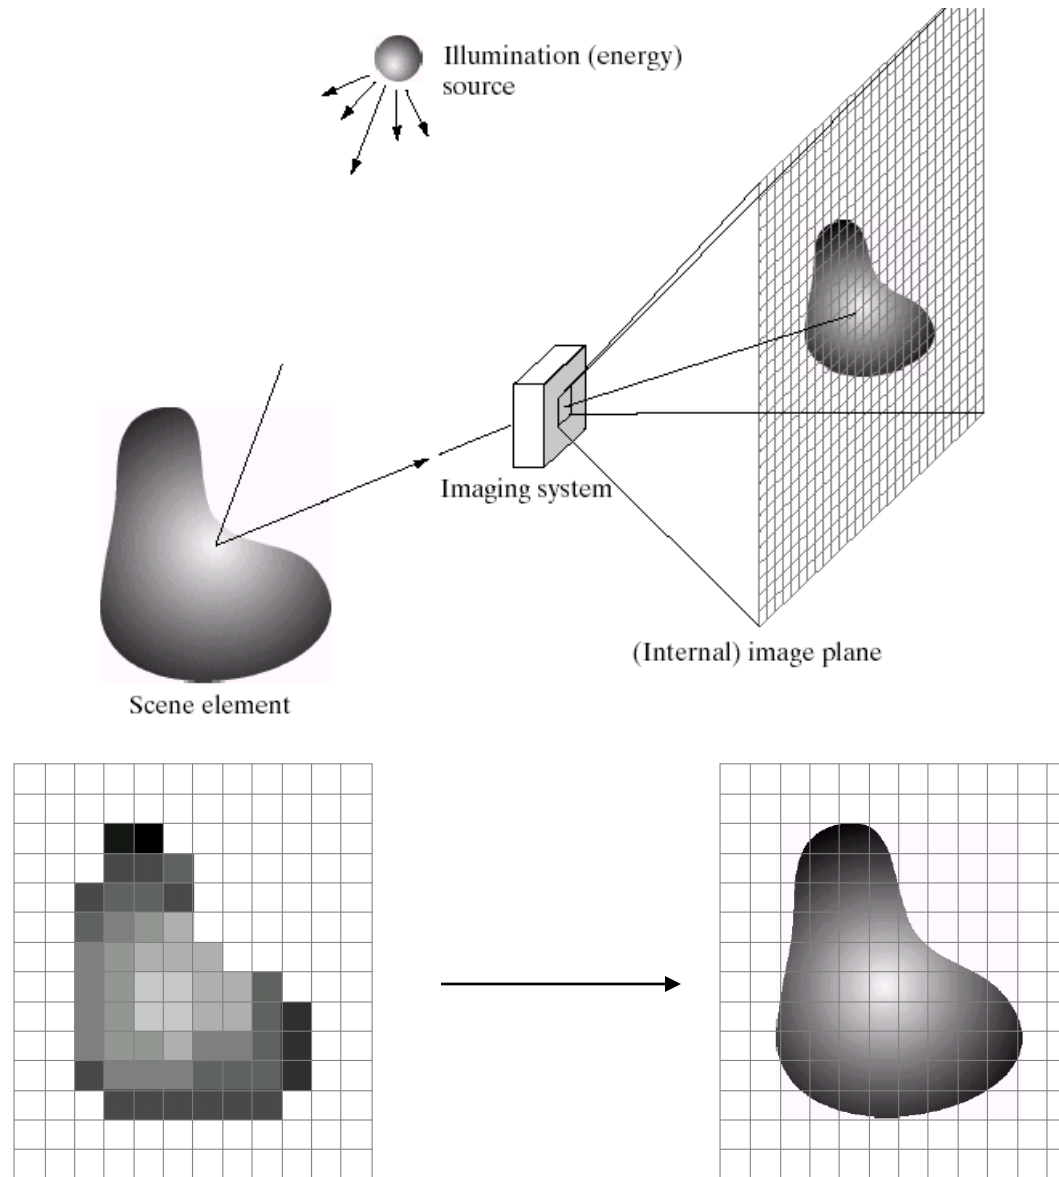 Illumination (energy)
source
Imaging system
(Internal) image plane
Scene element